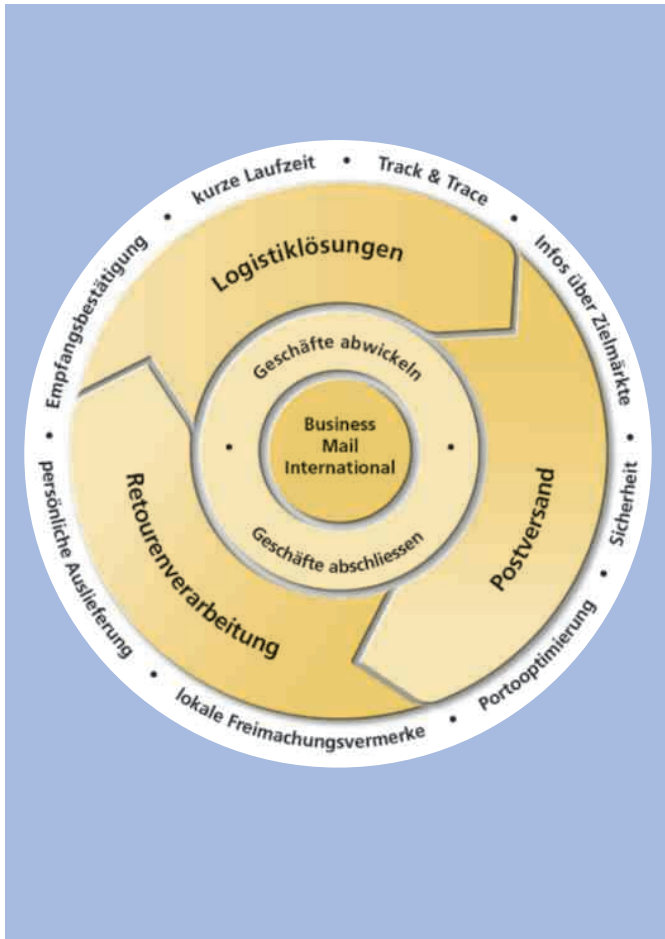 kurze Laufzeit • Track & Trace • Infos über Zielmärkte • Sicherheit • Portooptimierung • lokale Freimachungsvermerke • persönliche Auslieferung • Empfangsbestätigung •
Logistiklösungen
Postversand
Retourenverarbeitung
Geschäfte abwickeln
•
Geschäfte abschliessen
•
Business
Mail
International